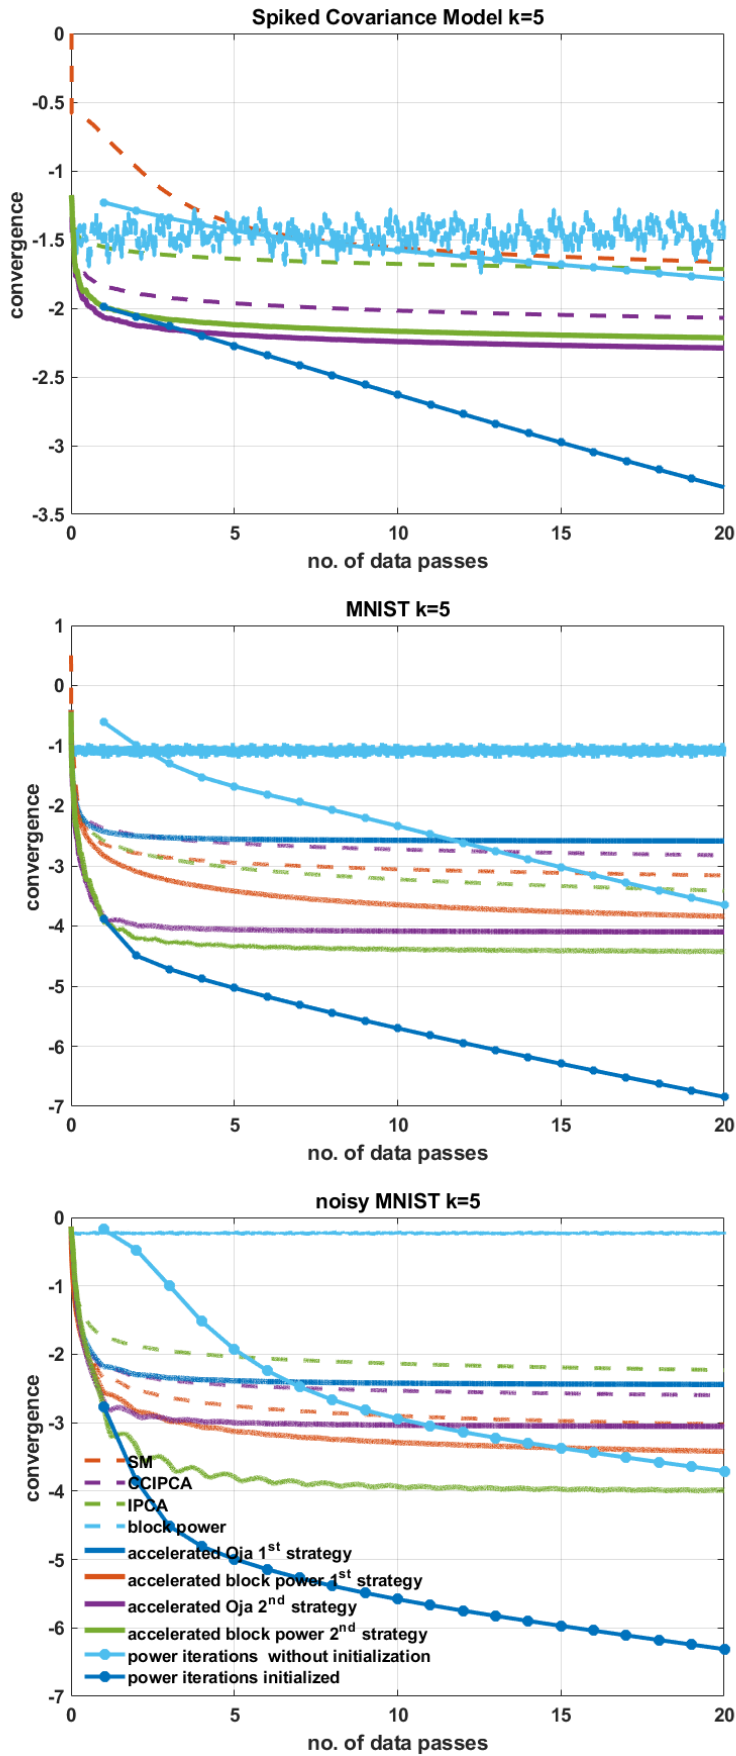 Spiked Covariance Model k=5
0
-0.5
-1
-1.5
-2
-2.5
-3
-3.5
convergence
0 5 10 15 20
no. of data passes
MNIST k=5
1
0
-1
-2
-3
-4
-5
-6
-7
convergence
0 5 10 15 20
no. of data passes
noisy MNIST k=5
0
-1
-2
-3
-4
-5
-6
-7
convergence
SM
CCIPCA
IPCA
block power
accelerated Oja 1st strategy
accelerated block power 1st strategy
accelerated Oja 2nd strategy
accelerated block power 2nd strategy
power iterations  without initialization
power iterations initialized
0 5 10 15 20
no. of data passes